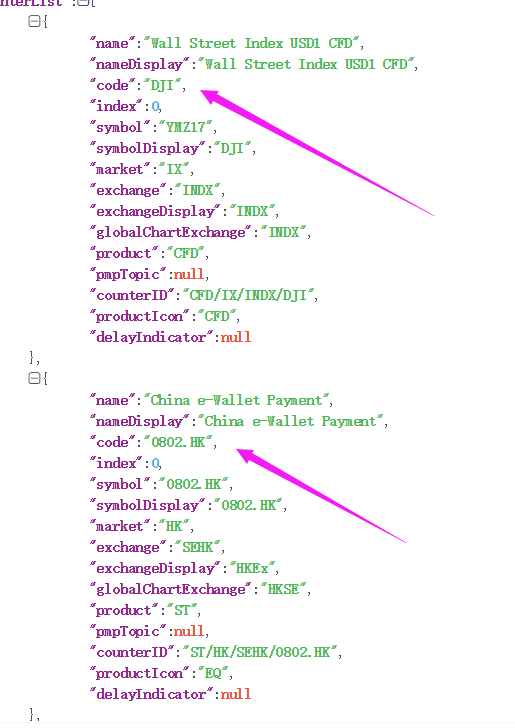 nterList":[
{
"name":"Wall Street Index USD1 CFD",
"nameDisplay":"Wall Street Index USD1 CFD",
"code":"DJI",
"index":0,
"symbol":"YMZ17",
"symbolDisplay":"DJI",
"market":"IX",
"exchange":"INDX",
"exchangeDisplay":"INDX",
"globalChartExchange":"INDX",
"product":"CFD",
"pmpTopic":null,
"counterID":"CFD/IX/INDX/DJI",
"productIcon":"CFD",
"delayIndicator":null
},
{
"name":"China e-Wallet Payment",
"nameDisplay":"China e-Wallet Payment",
"code":"0802.HK",
"index":0,
"symbol":"0802.HK",
"symbolDisplay":"0802.HK",
"market":"HK",
"exchange":"SEHK",
"exchangeDisplay":"HKEx",
"globalChartExchange":"HKSE",
"product":"ST",
"pmpTopic":null,
"counterID":"ST/HK/SEHK/0802.HK",
"productIcon":"EQ",
"delayIndicator":null
},